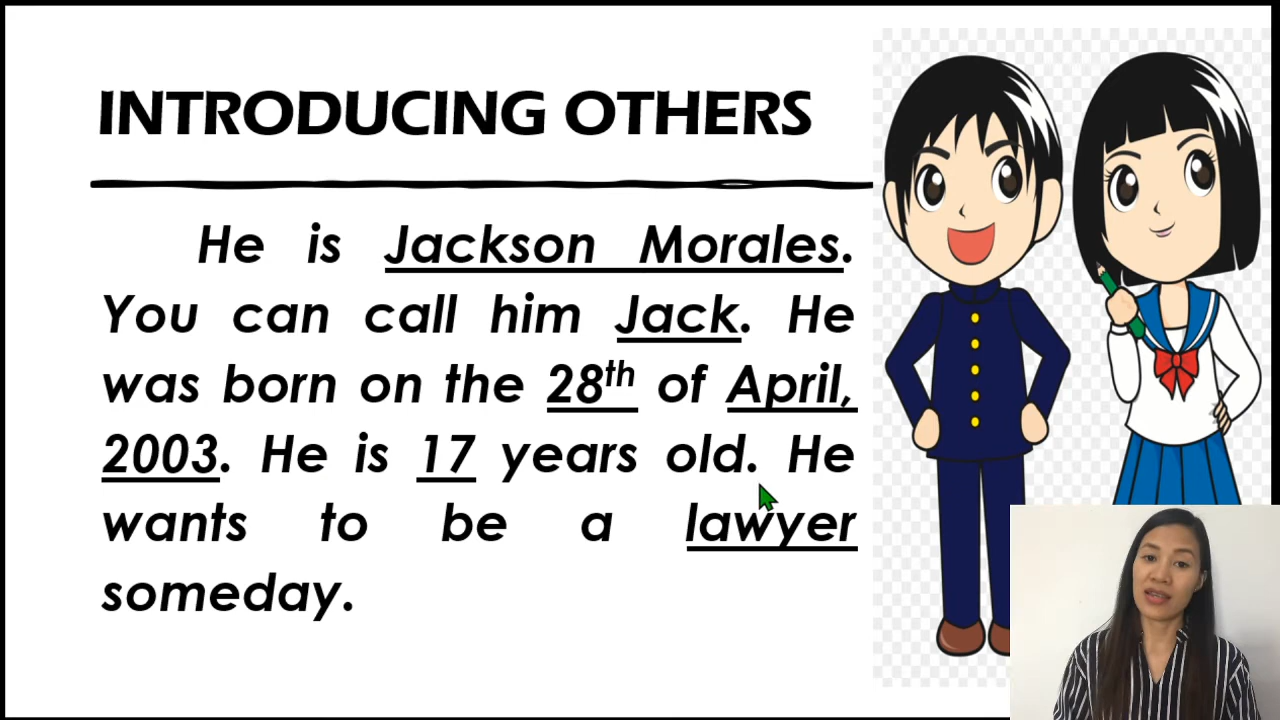 INTRODUCING OTHERS
He is Jackson Morales.
You can call him Jack. He
was born on the 28th of April,
2003. He is 17 years old. He
wants to be a lawyer
someday.